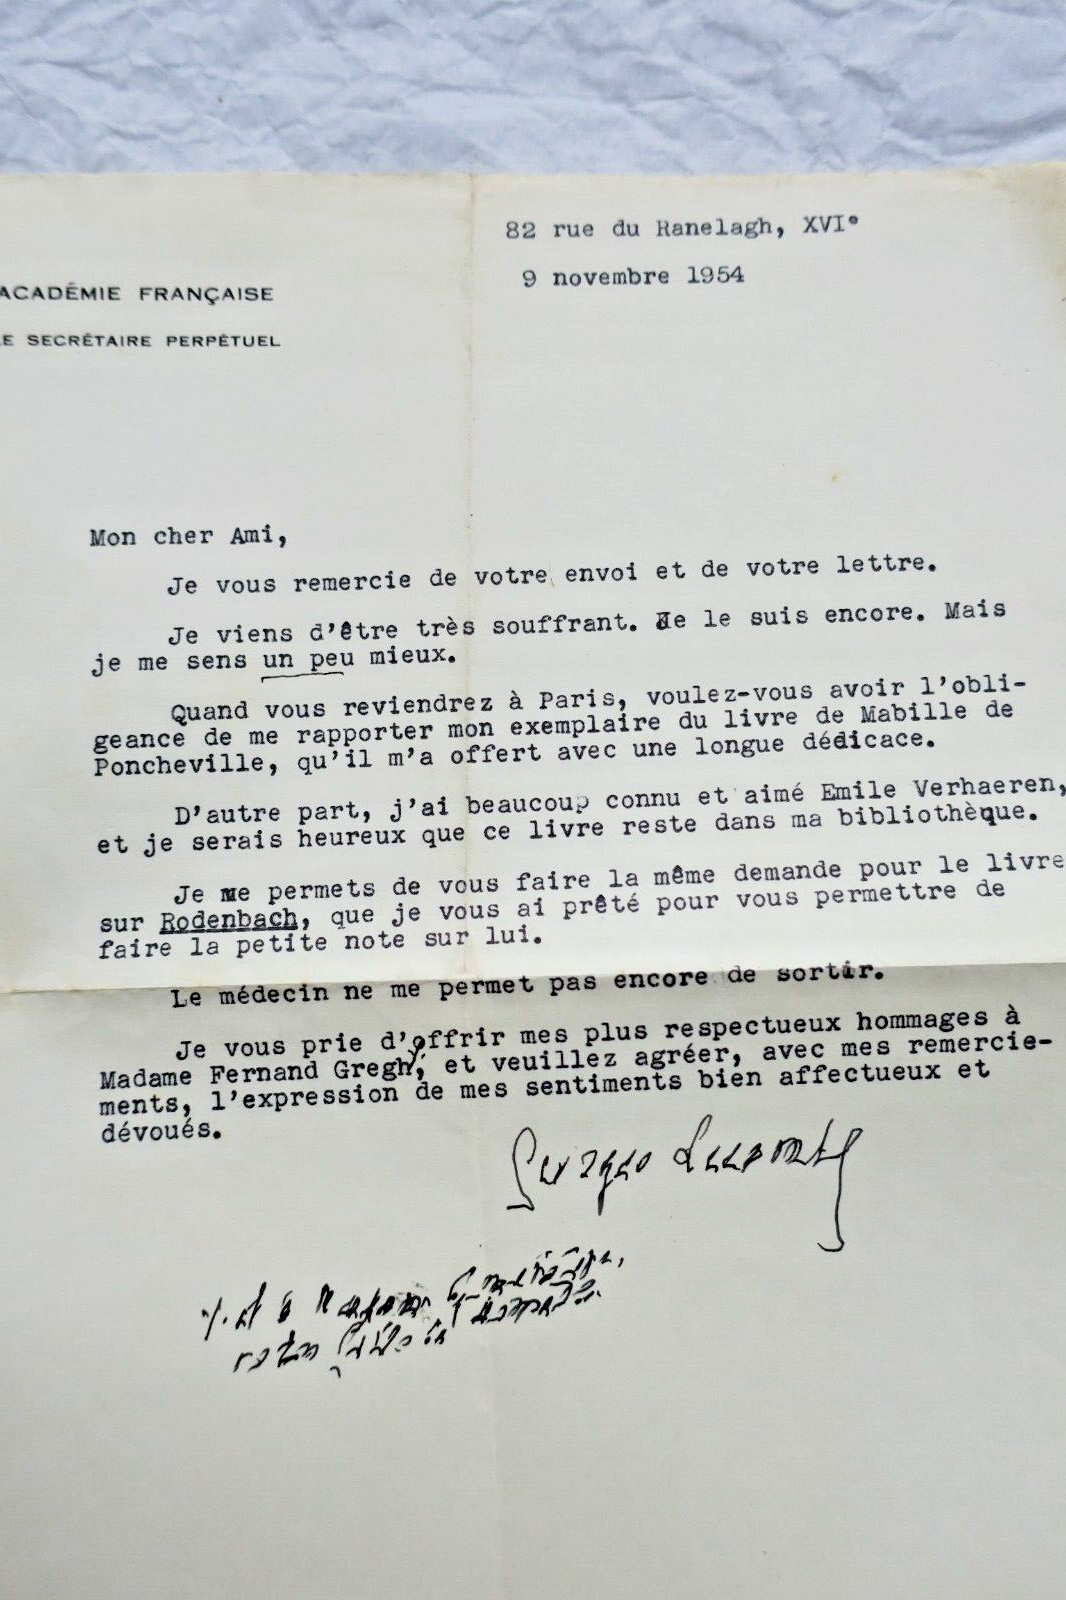 82 rue du Ranelagh, XVI°
9 novembre 1954
ACADÉMIE FRANÇAISE
LE SECRÉTAIRE PERPÉTUEL
Mon cher Ami,
Je vous remercie de votre envoi et de votre lettre.
Je viens d'être très souffrant. Je le suis encore. Mais
je me sens un peu mieux.
Quand vous reviendrez à Paris, voulez-vous avoir l'obli-
geance de me rapporter mon exemplaire du livre de Mabille de
Poncheville, qu'il m'a offert avec une longue dédicace.
D'autre part, j'ai beaucoup connu et aimé Emile Verhaeren,
et je serais heureux que ce livre reste dans ma bibliothèque.
Je me permets de vous faire la même demande pour le livre
sur Rodenbach, que je vous ai prêté pour vous permettre de
faire la petite note sur lui.
Le médecin ne me permet pas encore de sortir.
Je vous prie d'offrir mes plus respectueux hommages à
Madame Fernand Gregh, et veuillez agréer, avec mes remercie-
ments, l'expression de mes sentiments bien affectueux et
dévoués.
Georges Lecomte